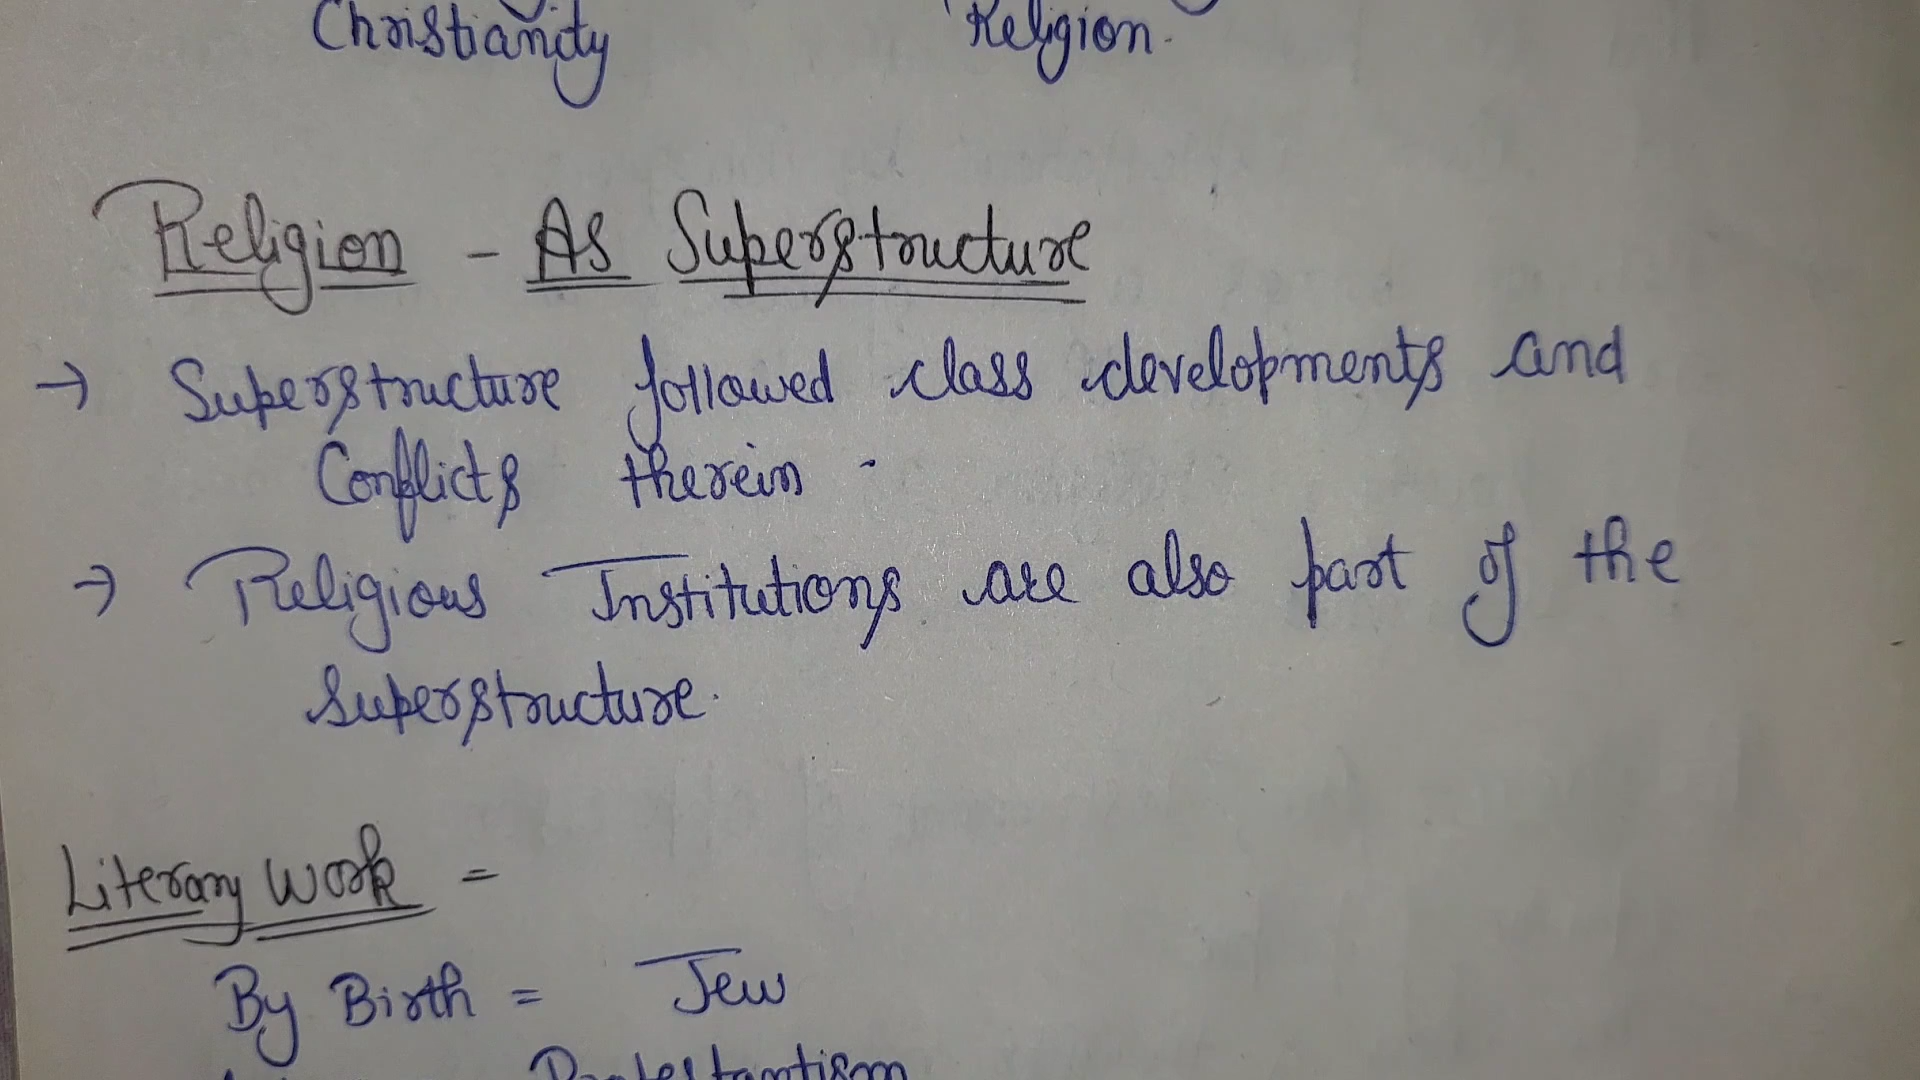 Christianity Religion.
Religion - As Superstructure
→ Superstructure followed class developments and
Conflicts therein -
→ Religious Institutions are also part of the
Superstructure.
Literary Work =
By Birth = Jew
Protestantism